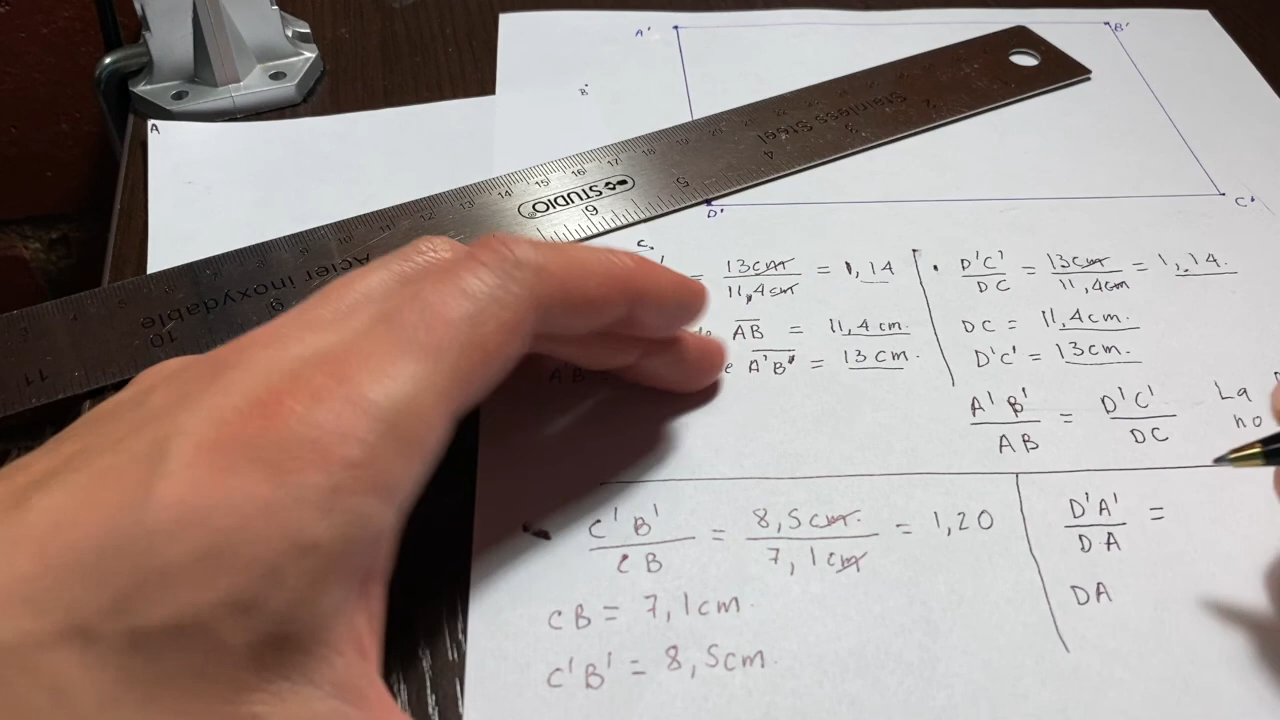 A'
B'
B'
A
Stainless Steel
STUDIO®
Acier inoxydable
D'
C'
= 13cm / 11,4cm = 1,14
D'C' / DC = 13cm / 11,4cm = 1,14.
AB = 11,4 cm.
DC = 11,4cm.
A'B' = 13 cm.
D'C' = 13cm.
A'B' / AB = D'C' / DC
La
no
C'B' / CB = 8,5cm. / 7,1cm = 1,20
D'A' / DA =
CB = 7,1cm.
DA
C'B' = 8,5cm.